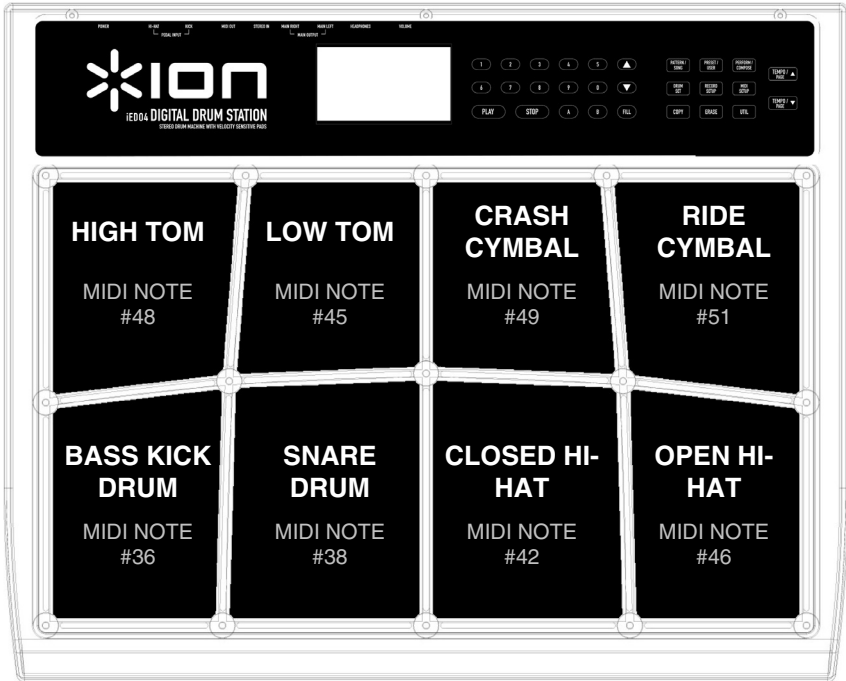 POWER HI-HAT KICK MIDI OUT STEREO IN MAIN RIGHT MAIN LEFT HEADPHONES VOLUME
PEDAL INPUT MAIN OUTPUT
ION
iED04 DIGITAL DRUM STATION
STEREO DRUM MACHINE WITH VELOCITY SENSITIVE PADS
1 2 3 4 5 ▲
6 7 8 9 0 ▼
PLAY STOP A B FILL
PATTERN / SONG
PRESET / USER
PERFORM / COMPOSE
DRUM SET
RECORD SETUP
MIDI SETUP
COPY ERASE UTIL
TEMPO / PAGE ▲
TEMPO / PAGE ▼
HIGH TOM
MIDI NOTE
#48
LOW TOM
MIDI NOTE
#45
CRASH
CYMBAL
MIDI NOTE
#49
RIDE
CYMBAL
MIDI NOTE
#51
BASS KICK
DRUM
MIDI NOTE
#36
SNARE
DRUM
MIDI NOTE
#38
CLOSED HI-
HAT
MIDI NOTE
#42
OPEN HI-
HAT
MIDI NOTE
#46